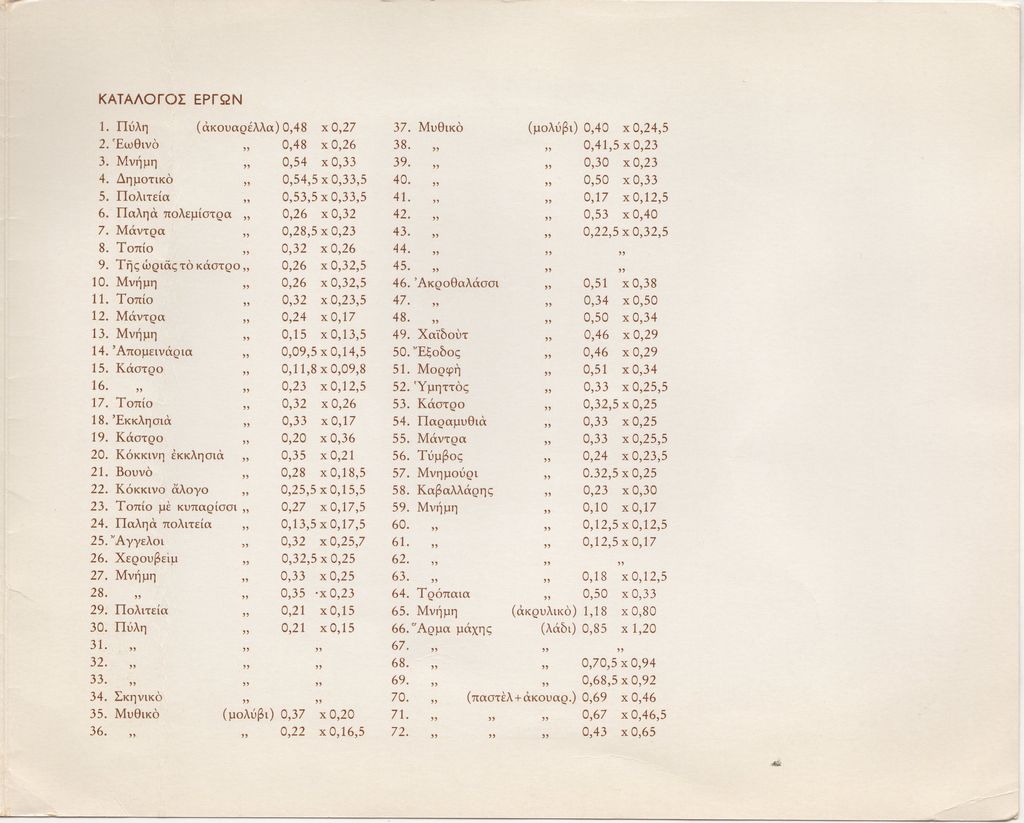 ΚΑΤΑΛΟΓΟΣ ΕΡΓΩΝ
1. Πύλη (ἀκουαρέλλα) 0,48 x 0,27
2. Ἑωθινὸ „ 0,48 x 0,26
3. Μνήμη „ 0,54 x 0,33
4. Δημοτικὸ „ 0,54,5 x 0,33,5
5. Πολιτεία „ 0,53,5 x 0,33,5
6. Παληὰ πολεμίστρα „ 0,26 x 0,32
7. Μάντρα „ 0,28,5 x 0,23
8. Τοπίο „ 0,32 x 0,26
9. Τῆς ὡριᾶς τὸ κάστρο „ 0,26 x 0,32,5
10. Μνήμη „ 0,26 x 0,32,5
11. Τοπίο „ 0,32 x 0,23,5
12. Μάντρα „ 0,24 x 0,17
13. Μνήμη „ 0,15 x 0,13,5
14. Ἀπομεινάρια „ 0,09,5 x 0,14,5
15. Κάστρο „ 0,11,8 x 0,09,8
16. „ „ 0,23 x 0,12,5
17. Τοπίο „ 0,32 x 0,26
18. Ἐκκλησιὰ „ 0,33 x 0,17
19. Κάστρο „ 0,20 x 0,36
20. Κόκκινη ἐκκλησιὰ „ 0,35 x 0,21
21. Βουνὸ „ 0,28 x 0,18,5
22. Κόκκινο ἄλογο „ 0,25,5 x 0,15,5
23. Τοπίο μὲ κυπαρίσσι „ 0,27 x 0,17,5
24. Παληὰ πολιτεία „ 0,13,5 x 0,17,5
25. Ἄγγελοι „ 0,32 x 0,25,7
26. Χερουβεὶμ „ 0,32,5 x 0,25
27. Μνήμη „ 0,33 x 0,25
28. „ „ 0,35 x 0,23
29. Πολιτεία „ 0,21 x 0,15
30. Πύλη „ 0,21 x 0,15
31. „ „ „
32. „ „ „
33. „ „ „
34. Σκηνικὸ „ „
35. Μυθικὸ (μολύβι) 0,37 x 0,20
36. „ „ 0,22 x 0,16,5
37. Μυθικὸ (μολύβι) 0,40 x 0,24,5
38. „ „ 0,41,5 x 0,23
39. „ „ 0,30 x 0,23
40. „ „ 0,50 x 0,33
41. „ „ 0,17 x 0,12,5
42. „ „ 0,53 x 0,40
43. „ „ 0,22,5 x 0,32,5
44. „ „ „
45. „ „ „
46. Ἀκροθαλάσσι „ 0,51 x 0,38
47. „ „ 0,34 x 0,50
48. „ „ 0,50 x 0,34
49. Χαϊδοὺτ „ 0,46 x 0,29
50. Ἔξοδος „ 0,46 x 0,29
51. Μορφὴ „ 0,51 x 0,34
52. Ὑμηττὸς „ 0,33 x 0,25,5
53. Κάστρο „ 0,32,5 x 0,25
54. Παραμυθιὰ „ 0,33 x 0,25
55. Μάντρα „ 0,33 x 0,25,5
56. Τύμβος „ 0,24 x 0,23,5
57. Μνημούρι „ 0.32,5 x 0,25
58. Καβαλλάρης „ 0,23 x 0,30
59. Μνήμη „ 0,10 x 0,17
60. „ „ 0,12,5 x 0,12,5
61. „ „ 0,12,5 x 0,17
62. „ „ „
63. „ „ 0,18 x 0,12,5
64. Τρόπαια „ 0,50 x 0,33
65. Μνήμη (ἀκρυλικὸ) 1,18 x 0,80
66. Ἅρμα μάχης (λάδι) 0,85 x 1,20
67. „ „ „
68. „ „ 0,70,5 x 0,94
69. „ „ 0,68,5 x 0,92
70. „ (παστὲλ+ἀκουαρ.) 0,69 x 0,46
71. „ „ „ 0,67 x 0,46,5
72. „ „ „ 0,43 x 0,65